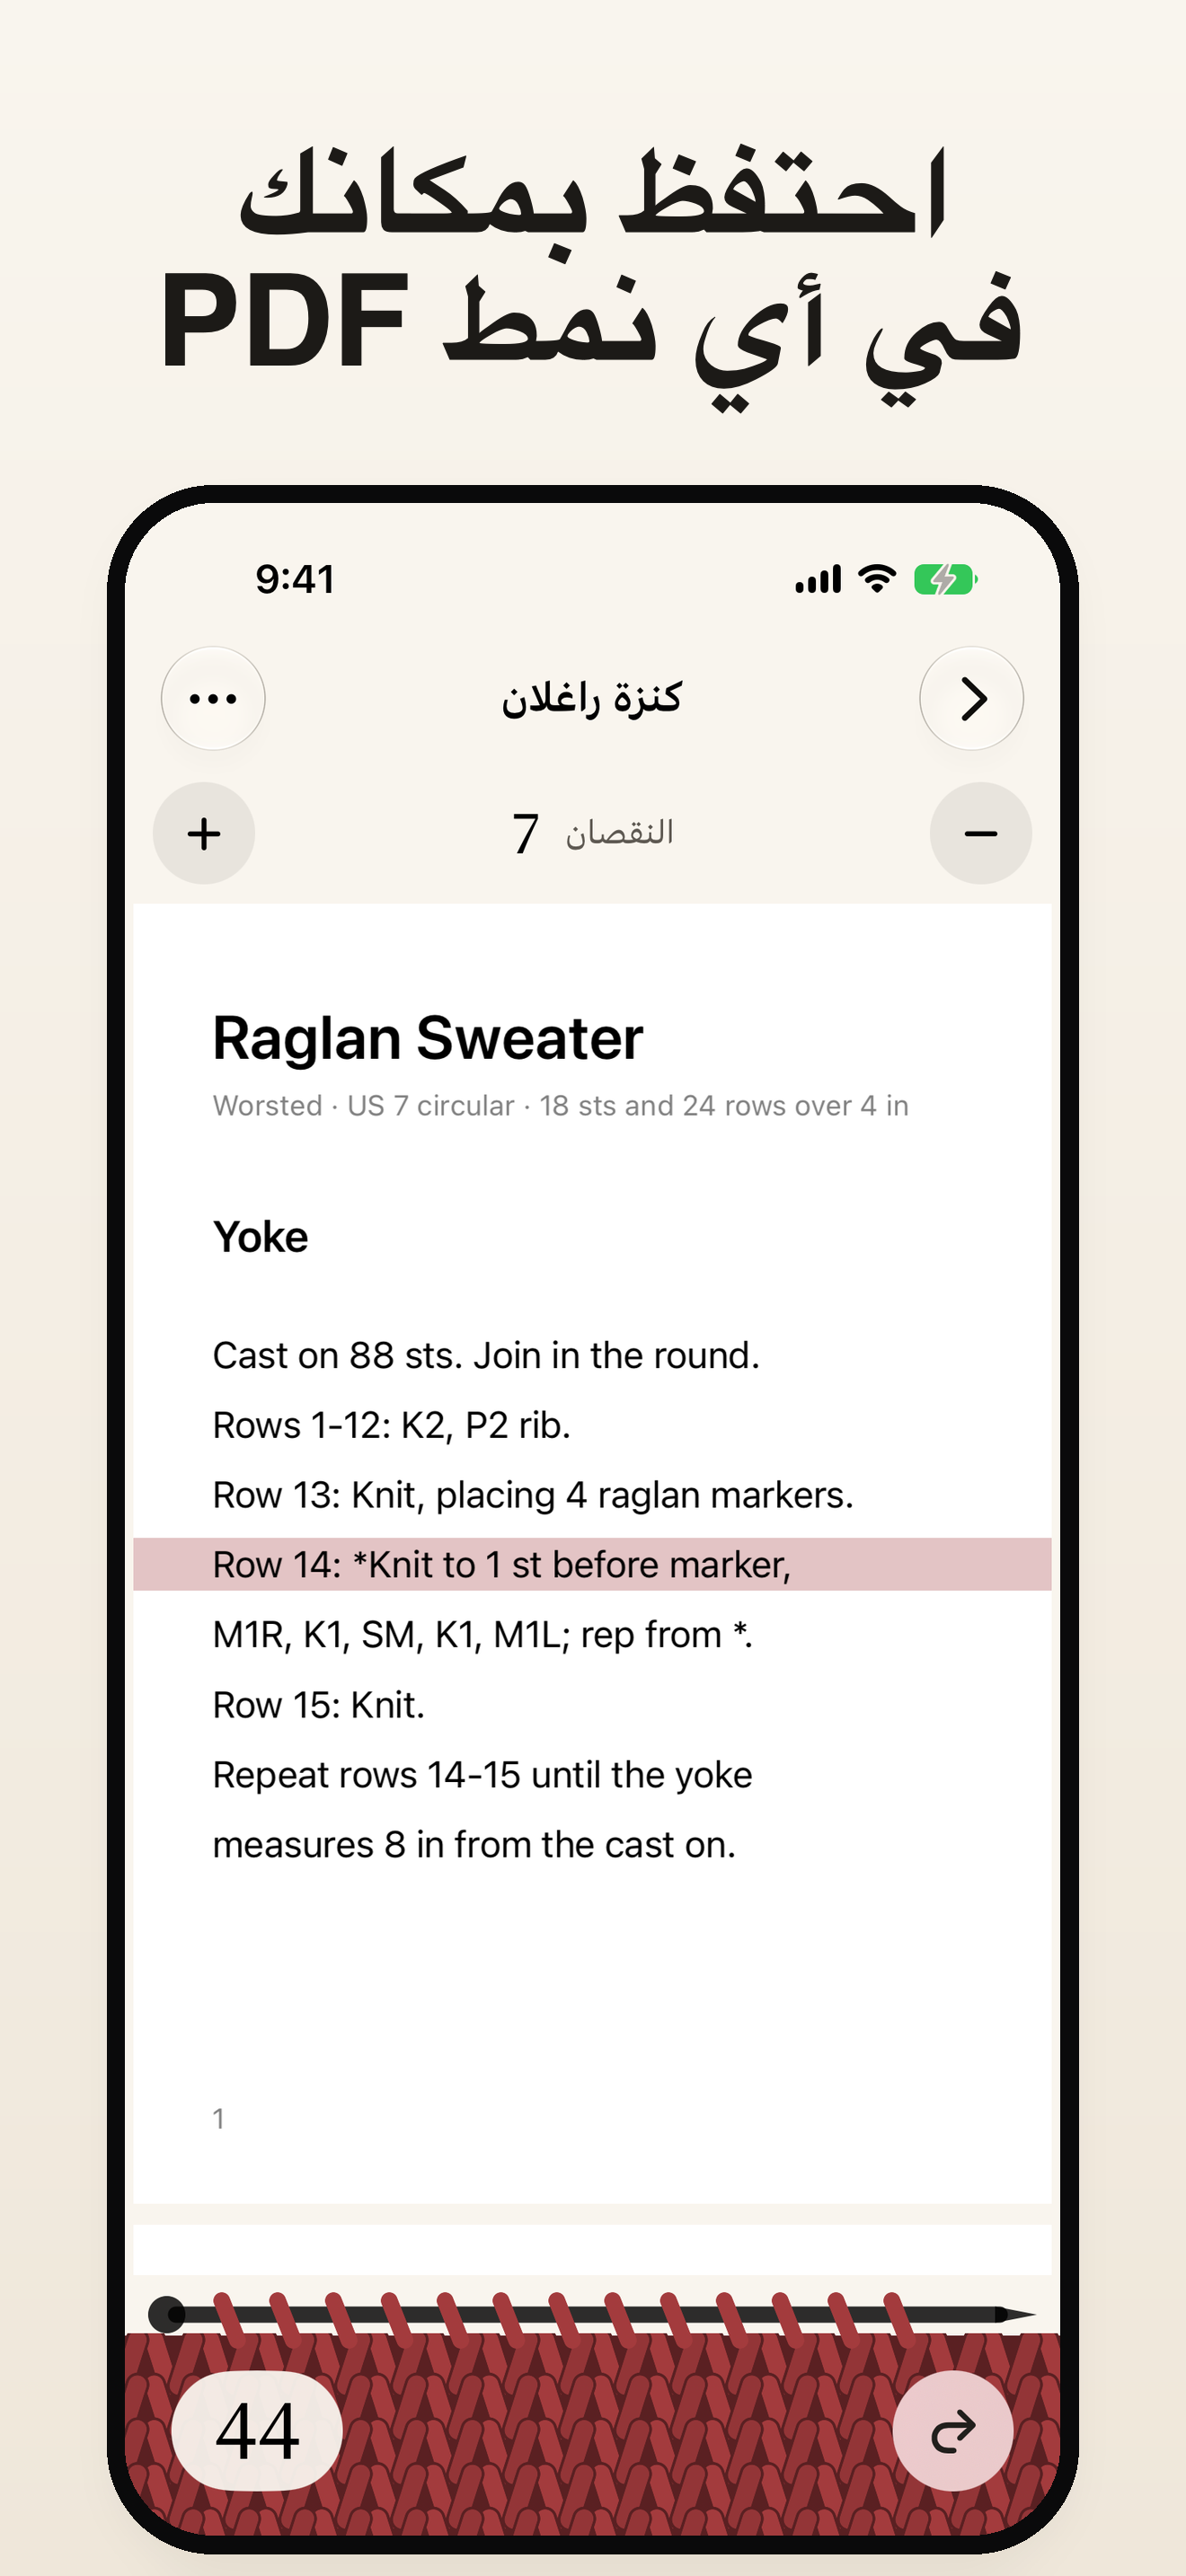 احتفظ بمكانك
في أي نمط PDF
9:41
كنزة راغلان
النقصان 7
Raglan Sweater
Worsted · US 7 circular · 18 sts and 24 rows over 4 in
Yoke
Cast on 88 sts. Join in the round.
Rows 1-12: K2, P2 rib.
Row 13: Knit, placing 4 raglan markers.
Row 14: *Knit to 1 st before marker,
M1R, K1, SM, K1, M1L; rep from *.
Row 15: Knit.
Repeat rows 14-15 until the yoke
measures 8 in from the cast on.
1
44